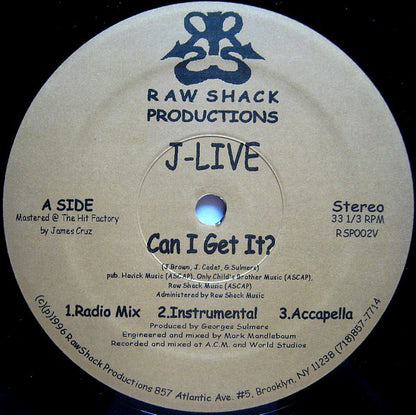 RAW SHACK
PRODUCTIONS
J-LIVE
A SIDE
Mastered @ The Hit Factory
by James Cruz
Stereo
33 1/3 RPM
RSP002V
Can I Get It?
(J Brown, J. Cadet, G Sulmers)
pub. Havick Music (ASCAP), Only Child's Brother Music (ASCAP),
Raw Shack Music (ASCAP)
Administered by Raw Shack Music
1.Radio Mix 2.Instrumental 3.Accapella
Produced by Georges Sulmers
Engineered and mixed by Mark Mandlebaum
Recorded and mixed at A.C.M. and World Studios
(c)(p)1996 RawShack Productions 857 Atlantic Ave. #5, Brooklyn, NY 11238 (718)857-7714